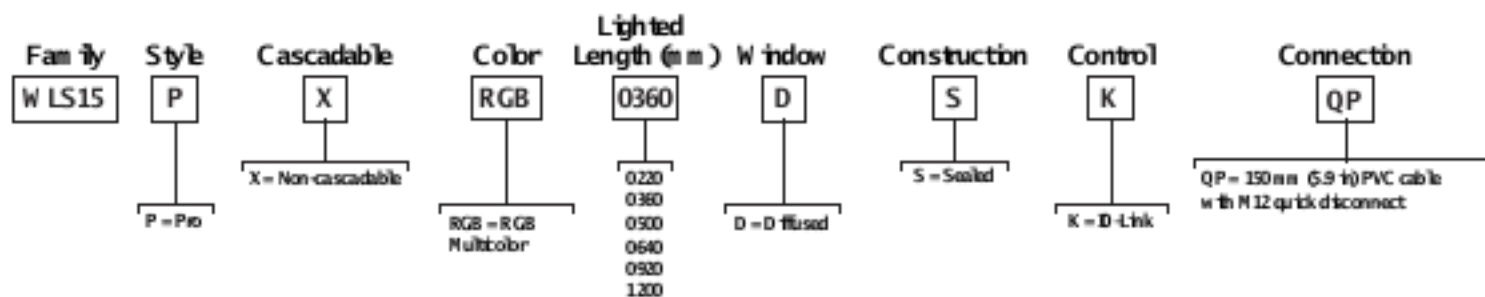 Lighted
Family Style Cascadable Color Length (mm) Window Construction Control Connection
WLS15 P X RGB 0360 D S K QP
X = Non-cascadable
0220
S = Sealed
QP = 150 mm (5.9 in) PVC cable
with M12 quick disconnect
0360
P = Pro
RGB = RGB
Multicolor
0500
D = Diffused
K = IO-Link
0640
0920
1200